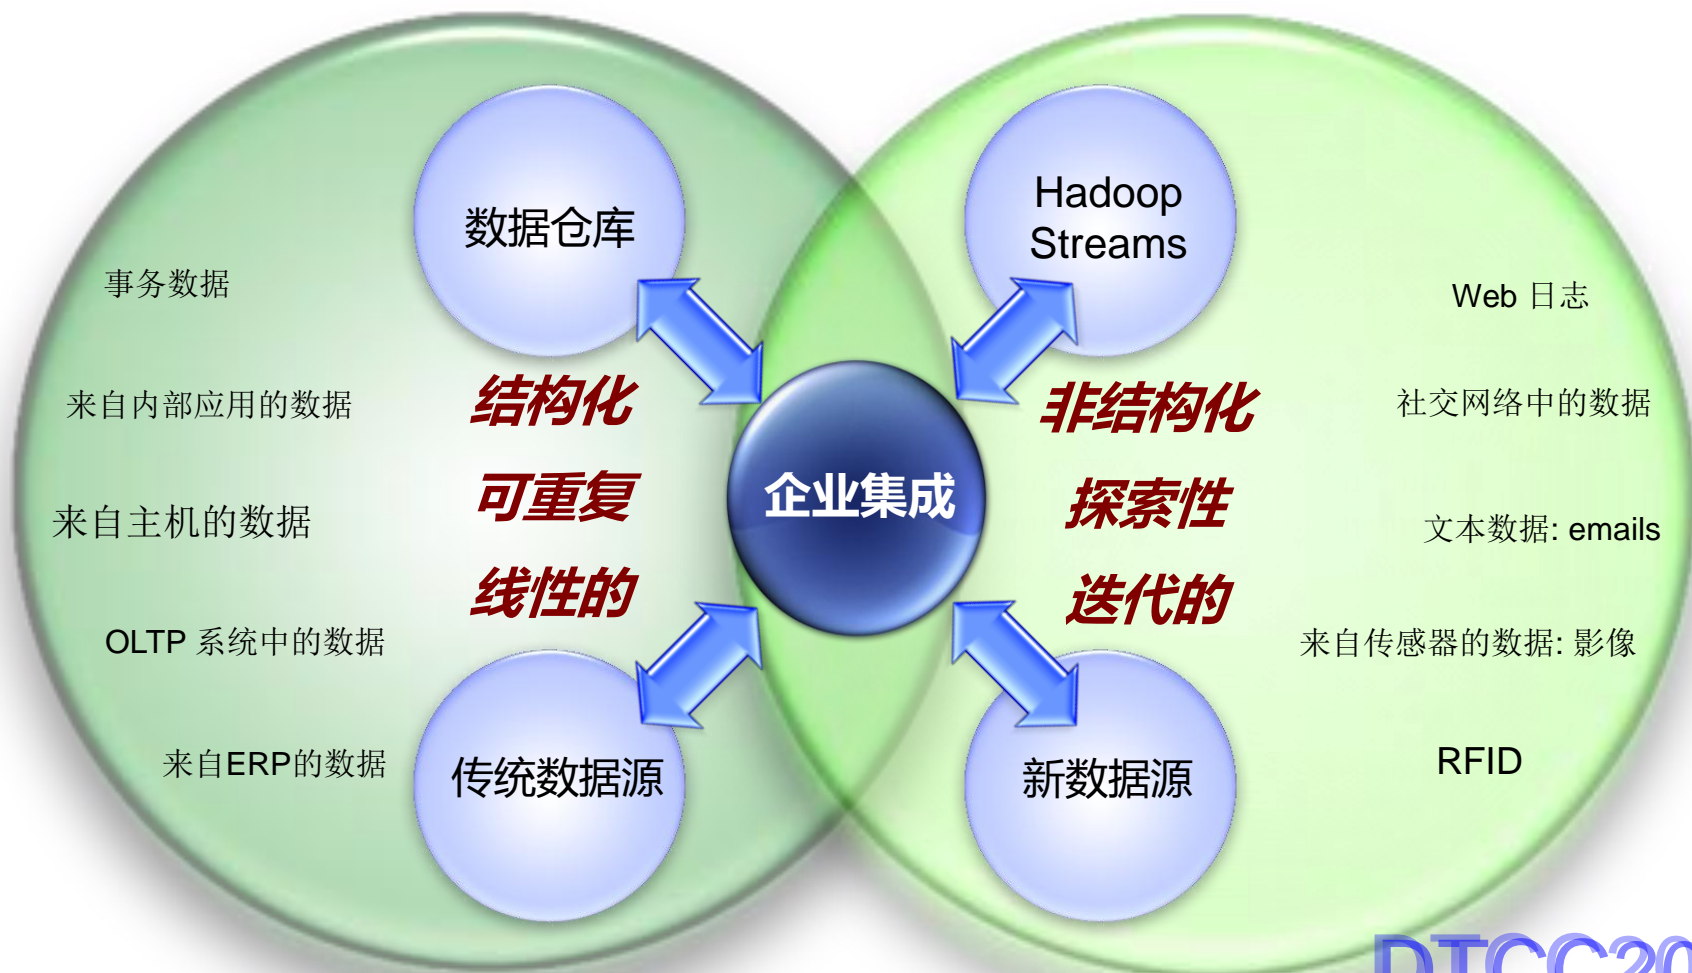 数据仓库
Hadoop
Streams
事务数据
来自内部应用的数据
来自主机的数据
OLTP 系统中的数据
来自ERP的数据
结构化
可重复
线性的
企业集成
非结构化
探索性
迭代的
传统数据源
新数据源
Web 日志
社交网络中的数据
文本数据: emails
来自传感器的数据: 影像
RFID
DTCC20